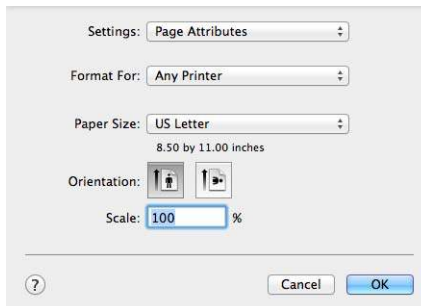 Settings: Page Attributes
Format For: Any Printer
Paper Size: US Letter
8.50 by 11.00 inches
Orientation:
Scale: 100 %
? Cancel OK